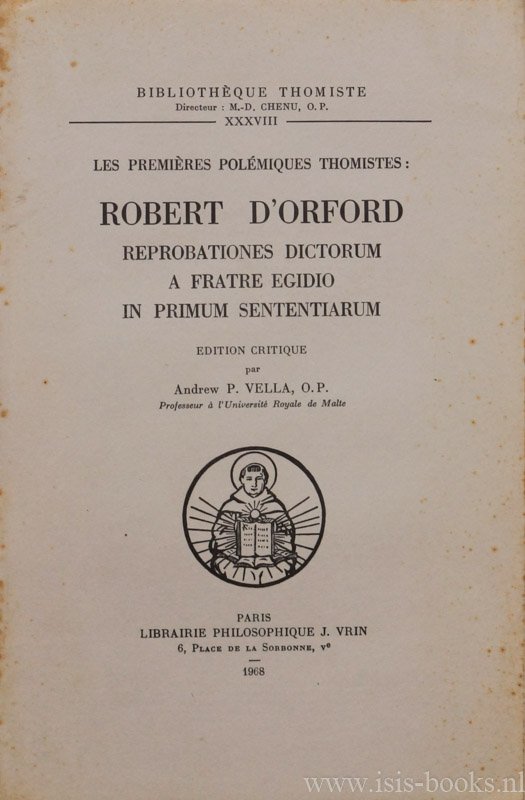 BIBLIOTHÈQUE THOMISTE
Directeur : M.-D. CHENU, O.P.
XXXVIII
LES PREMIÈRES POLÉMIQUES THOMISTES :
ROBERT D'ORFORD
REPROBATIONES DICTORUM
A FRATRE EGIDIO
IN PRIMUM SENTENTIARUM
EDITION CRITIQUE
par
Andrew P. VELLA, O.P.
Professeur à l'Université Royale de Malte
PARIS
LIBRAIRIE PHILOSOPHIQUE J. VRIN
6, PLACE DE LA SORBONNE, Ve
1968
www.isis-books.nl